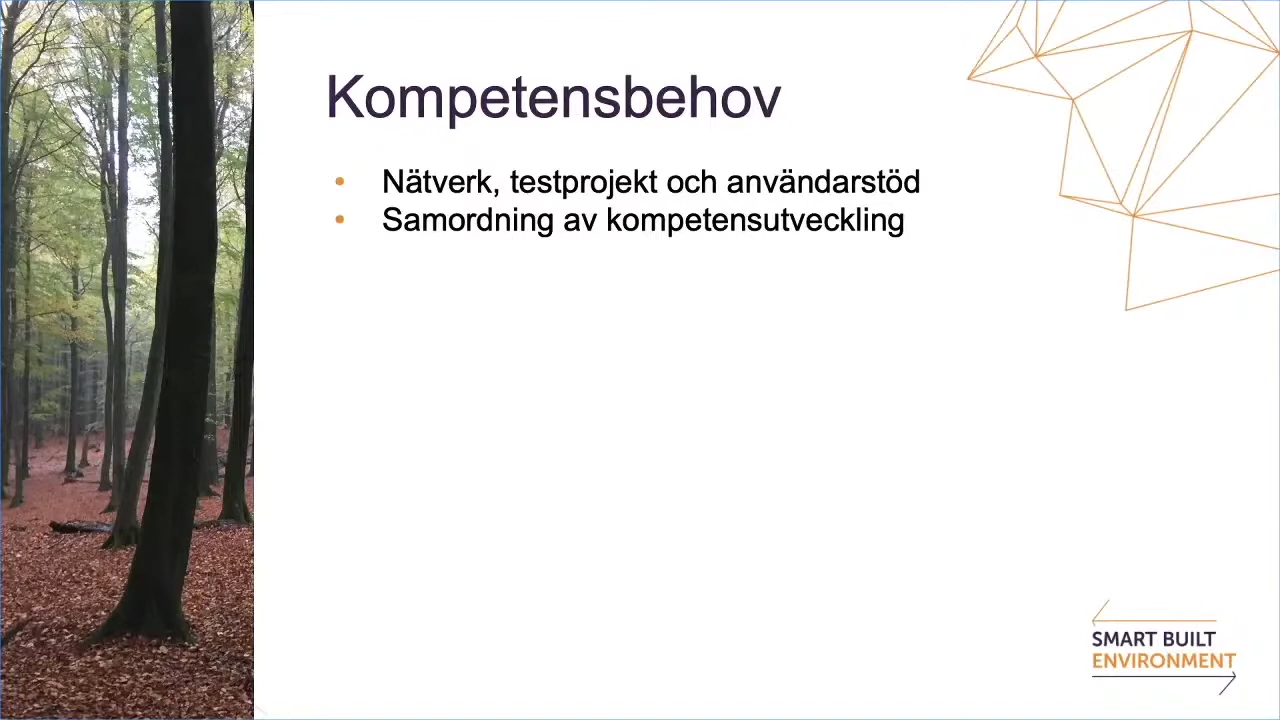 Kompetensbehov
• Nätverk, testprojekt och användarstöd
• Samordning av kompetensutveckling
SMART BUILT
ENVIRONMENT